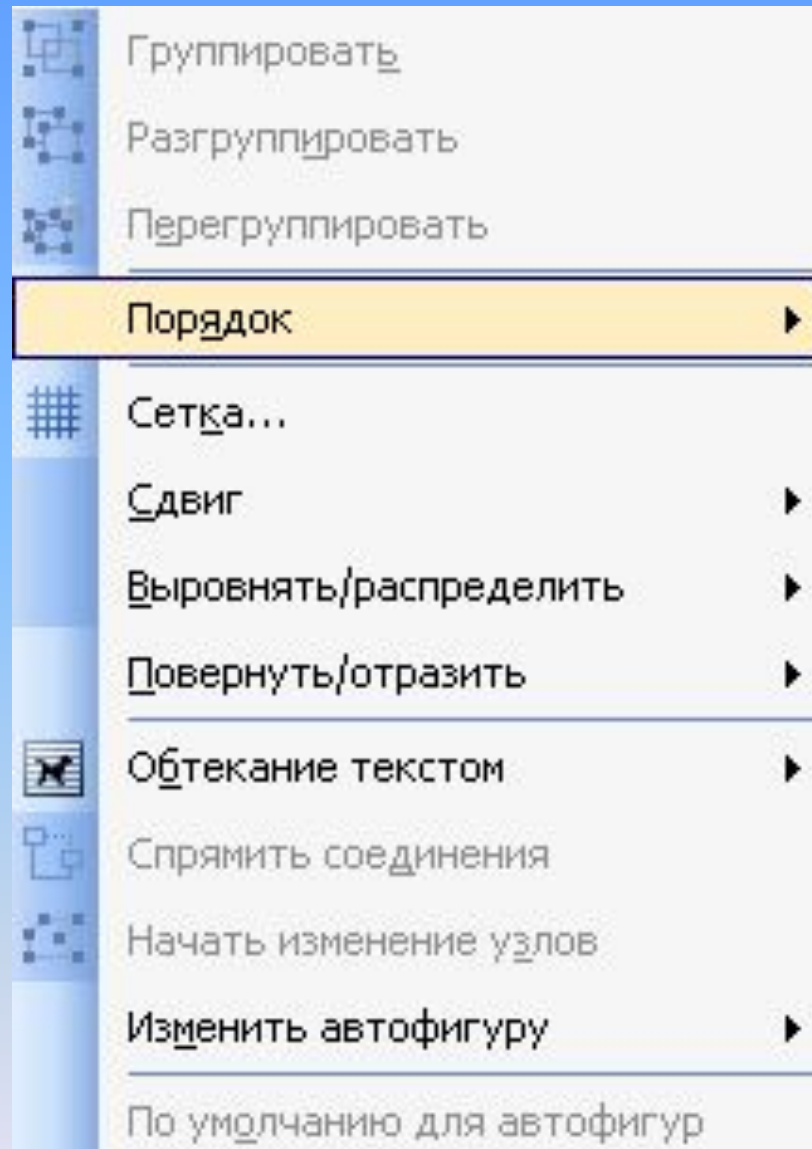 Группировать
Разгруппировать
Перегруппировать
Порядок
Сетка...
Сдвиг
Выровнять/распределить
Повернуть/отразить
Обтекание текстом
Спрямить соединения
Начать изменение узлов
Изменить автофигуру
По умолчанию для автофигур